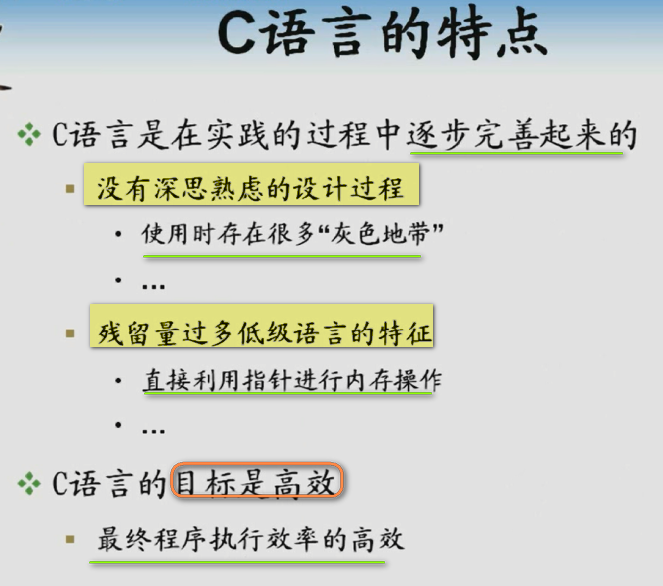 C语言的特点
C语言是在实践的过程中逐步完善起来的
没有深思熟虑的设计过程
使用时存在很多“灰色地带”
...
残留量过多低级语言的特征
直接利用指针进行内存操作
...
C语言的目标是高效
最终程序执行效率的高效